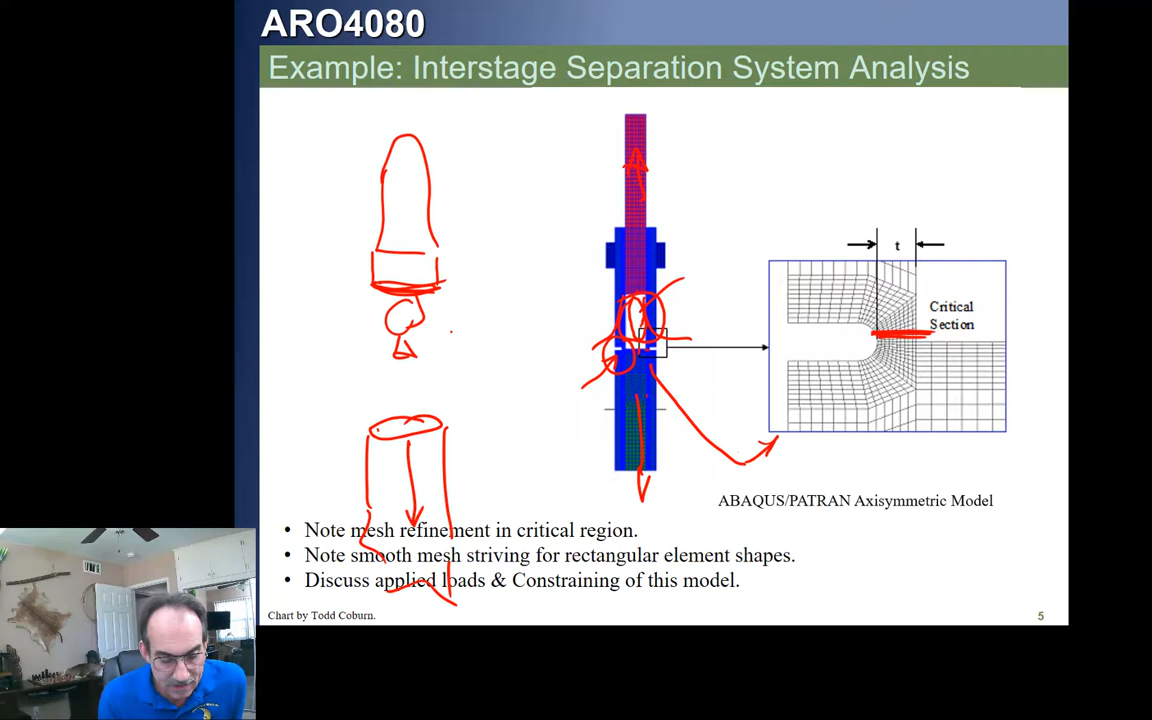 ARO4080
Example: Interstage Separation System Analysis
t
Critical
Section
ABAQUS/PATRAN Axisymmetric Model
• Note mesh refinement in critical region.
• Note smooth mesh striving for rectangular element shapes.
• Discuss applied loads & Constraining of this model.
Chart by Todd Coburn.
5